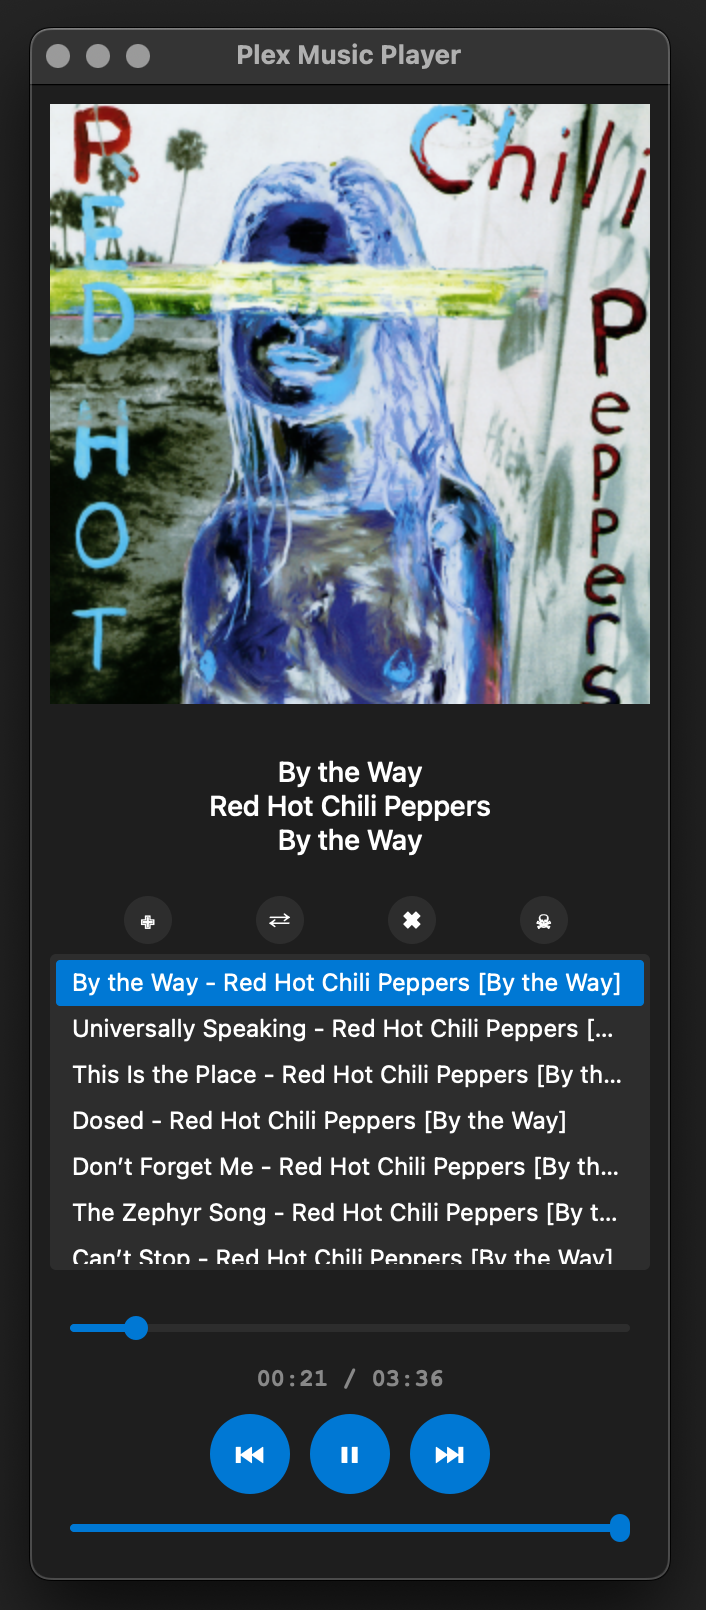 Plex Music Player
RED HOT
Chili
Peppers
By the Way
Red Hot Chili Peppers
By the Way
By the Way - Red Hot Chili Peppers [By the Way]
Universally Speaking - Red Hot Chili Peppers [...
This Is the Place - Red Hot Chili Peppers [By th...
Dosed - Red Hot Chili Peppers [By the Way]
Don’t Forget Me - Red Hot Chili Peppers [By th...
The Zephyr Song - Red Hot Chili Peppers [By t...
Can’t Stop - Red Hot Chili Peppers [By the Way]
00:21 / 03:36